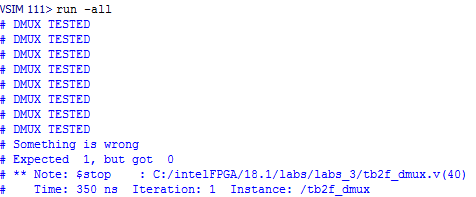 VSIM 111> run -all
# DMUX TESTED
# DMUX TESTED
# DMUX TESTED
# DMUX TESTED
# DMUX TESTED
# DMUX TESTED
# DMUX TESTED
# DMUX TESTED
# Something is wrong
# Expected  1, but got  0
# ** Note: $stop    : C:/intelFPGA/18.1/labs/labs_3/tb2f_dmux.v(40)
#    Time: 350 ns  Iteration: 1  Instance: /tb2f_dmux